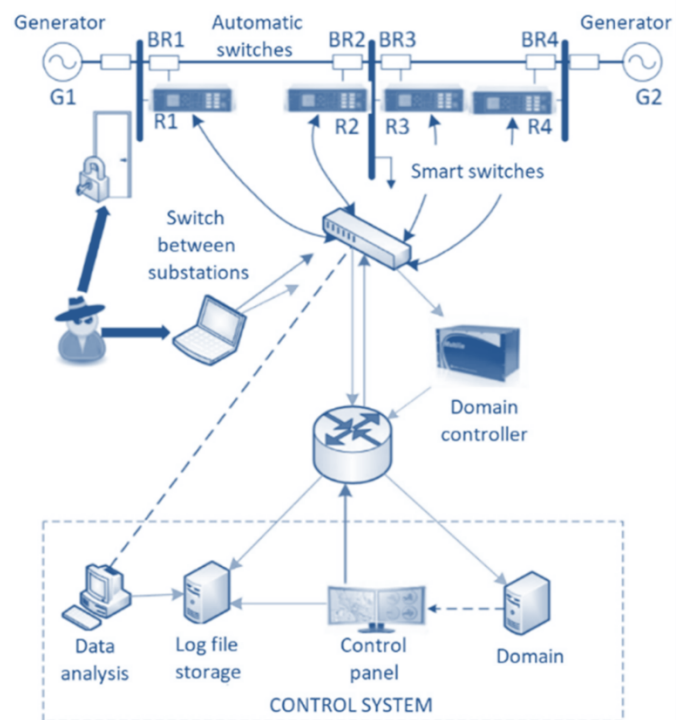 Generator
Automatic
switches
Generator
BR1
BR2
BR3
BR4
G1
G2
R1
R2
R3
R4
Smart switches
Switch
between
substations
Domain
controller
Data
analysis
Log file
storage
Control
panel
Domain
CONTROL SYSTEM